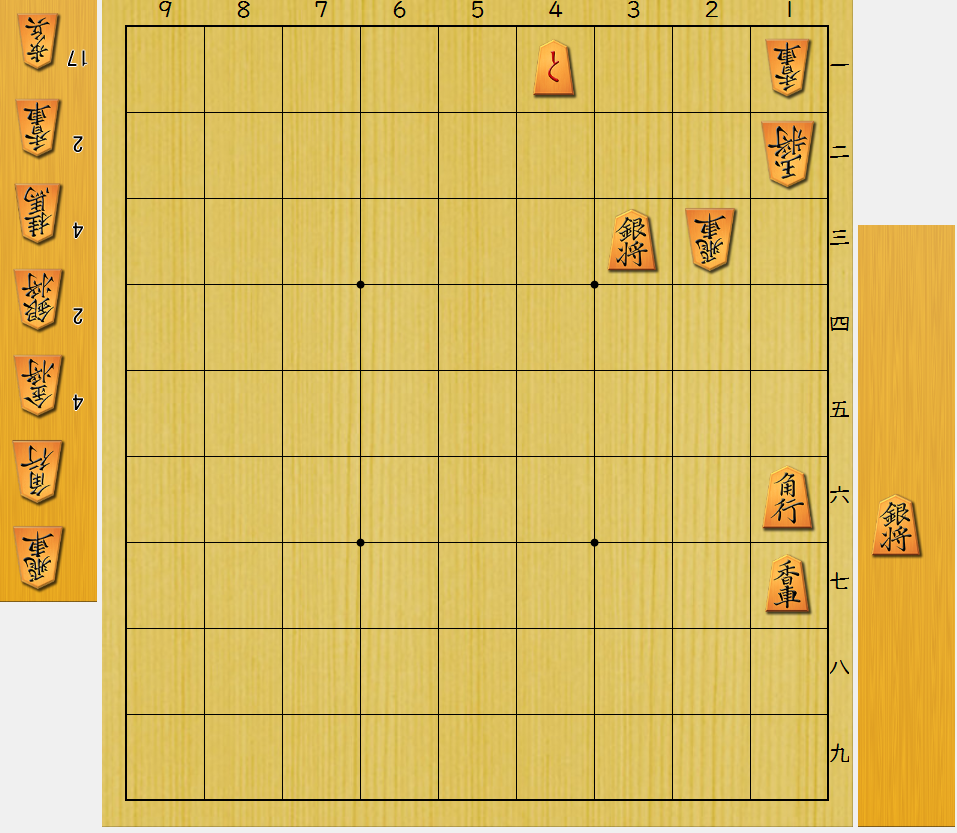 9 8 7 6 5 4 3 2 1
と 香車 一
玉将 二
銀将 飛車 三
四
五
角行 六
香車 七
八
九
歩兵 17
香車 2
桂馬 4
銀将 2
金将 4
角行
飛車
銀将